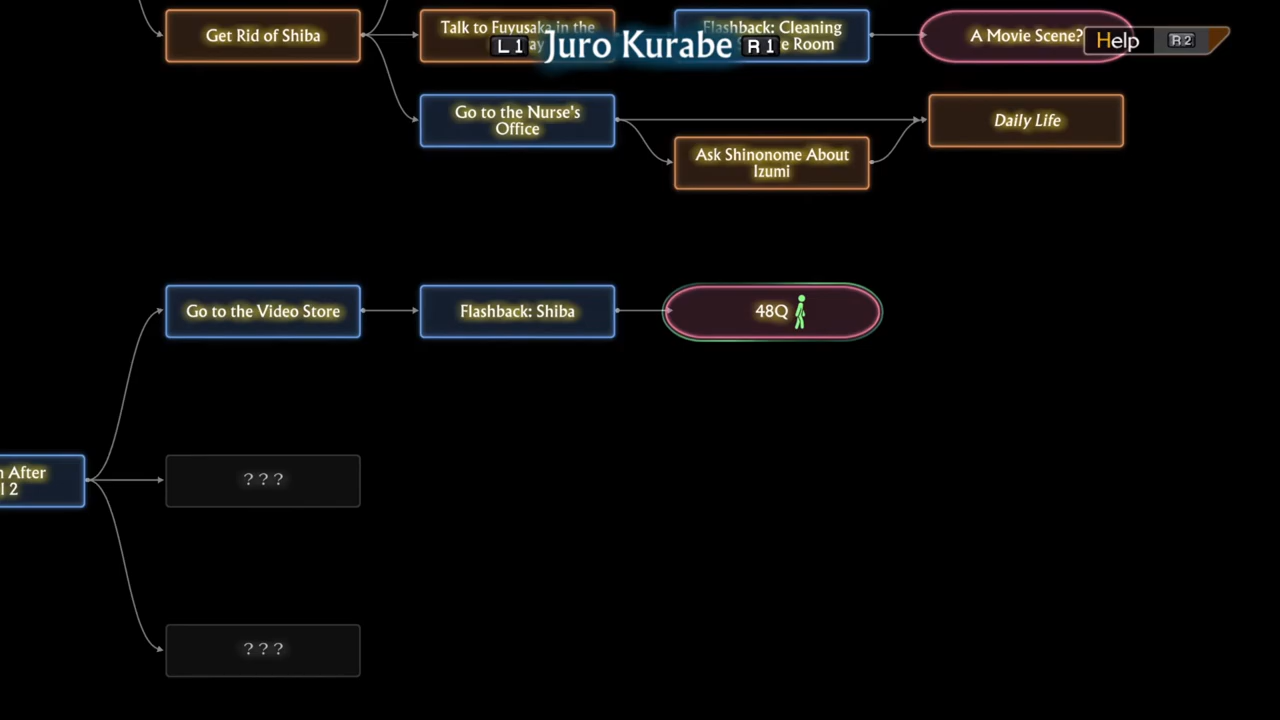 Get Rid of Shiba
Talk to Fuyusaka in the
Flashback: Cleaning
e Room
A Movie Scene?
L1
Juro Kurabe
R1
Help
R2
Go to the Nurse's
Office
Daily Life
Ask Shinonome About
Izumi
Go to the Video Store
Flashback: Shiba
48Q
After
l 2
???
???